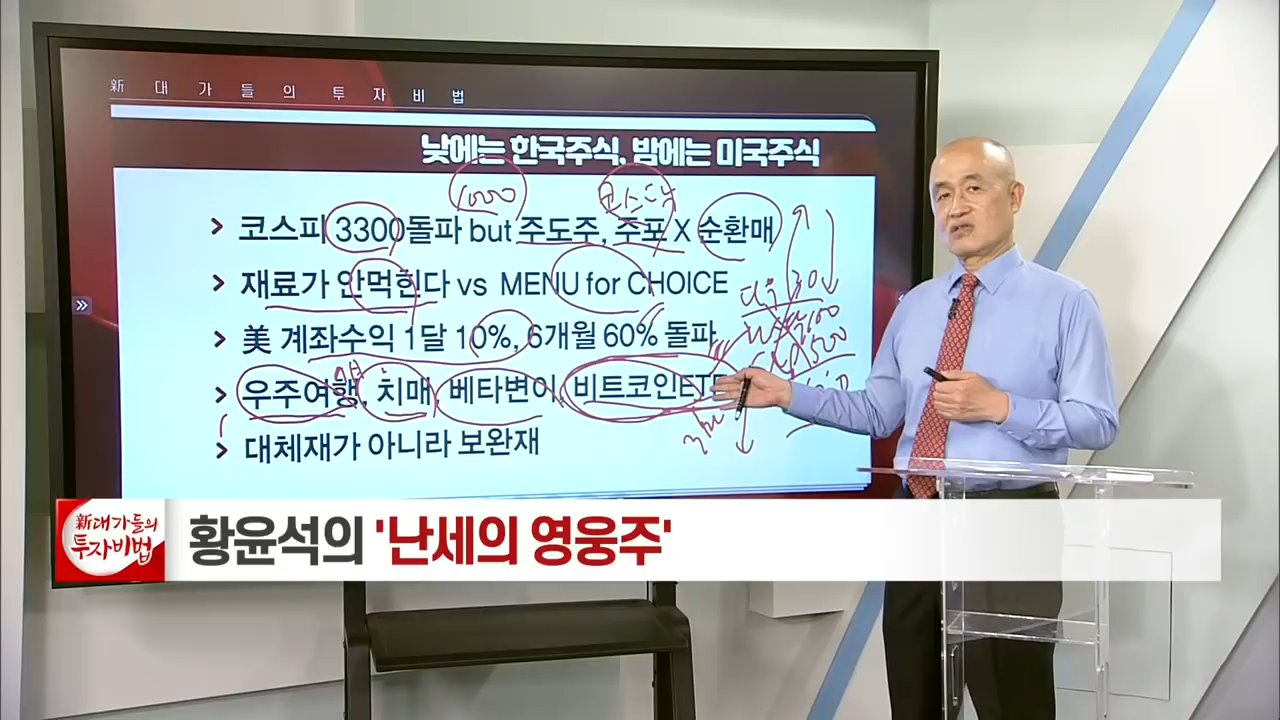 新 대 가 들 의 투 자 비 법
낮에는 한국주식, 밤에는 미국주식
1000
코스닥
> 코스피 3300돌파 but 주도주, 주포 X 순환매
> 재료가 안먹힌다 vs MENU for CHOICE
다우 30
> 美 계좌수익 1달 10%, 6개월 60% 돌파
> 우주여행, 치매, 베타변이, 비트코인ET
> 대체재가 아니라 보완재
新대가들의
투자비법
황윤석의 '난세의 영웅주'